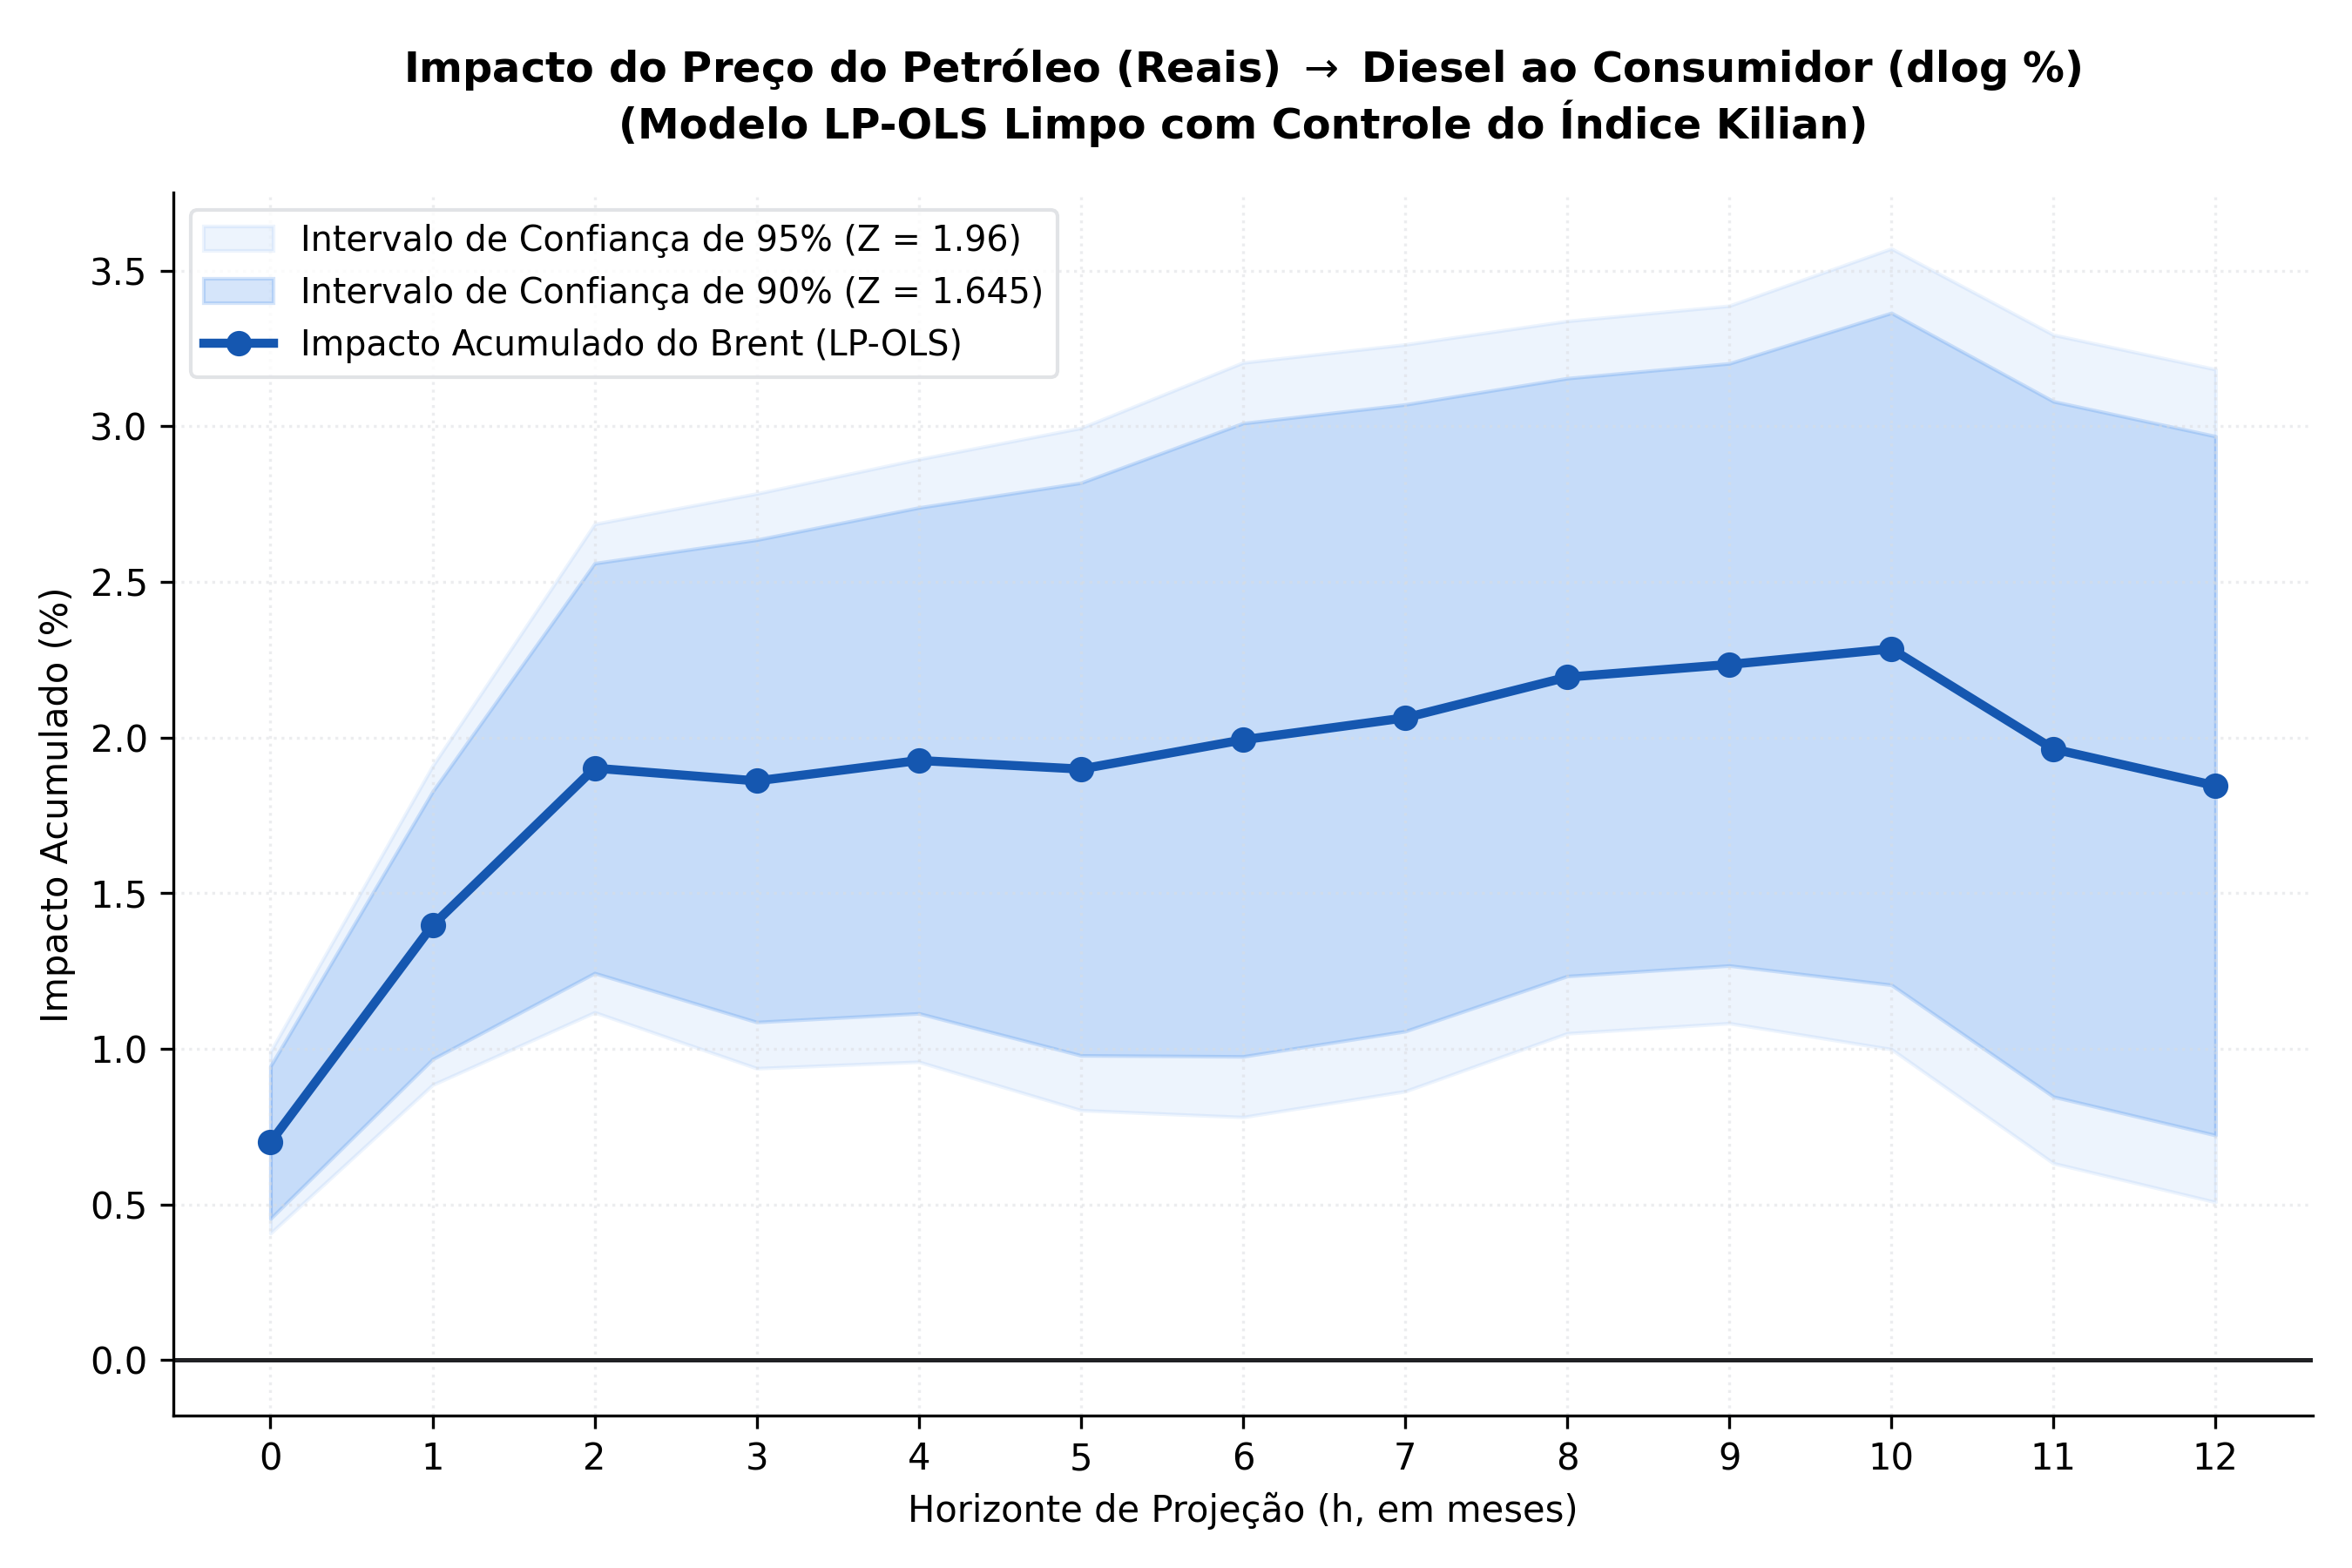 Impacto do Preço do Petróleo (Reais) → Diesel ao Consumidor (dlog %)
(Modelo LP-OLS Limpo com Controle do Índice Kilian)
Intervalo de Confiança de 95% (Z = 1.96)
Intervalo de Confiança de 90% (Z = 1.645)
Impacto Acumulado do Brent (LP-OLS)
Impacto Acumulado (%)
3.5
3.0
2.5
2.0
1.5
1.0
0.5
0.0
0 1 2 3 4 5 6 7 8 9 10 11 12
Horizonte de Projeção (h, em meses)